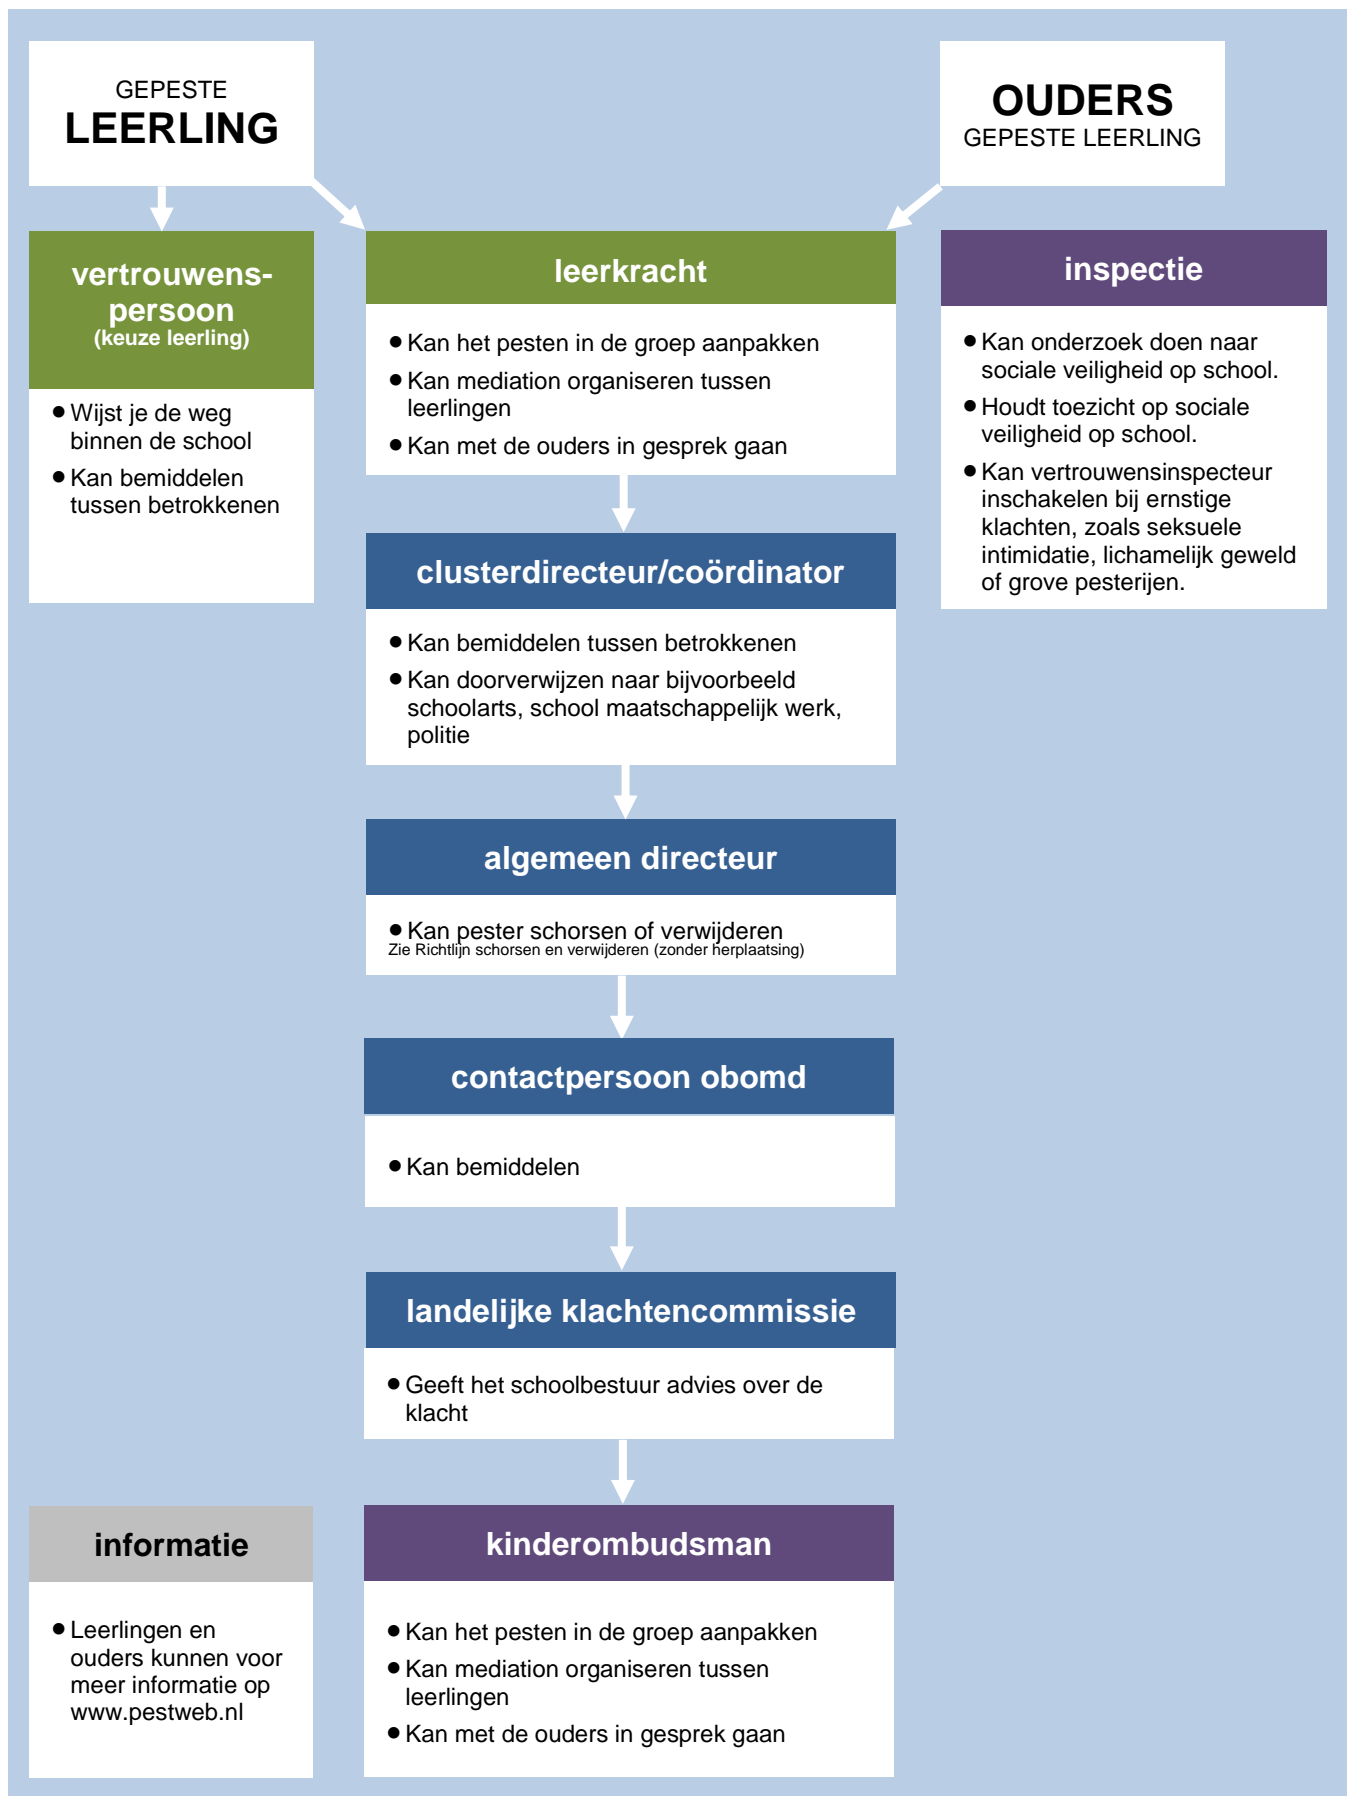 GEPESTE
LEERLING
OUDERS
GEPESTE LEERLING
vertrouwens-
persoon
(keuze leerling)
• Wijst je de weg
binnen de school
• Kan bemiddelen
tussen betrokkenen
leerkracht
• Kan het pesten in de groep aanpakken
• Kan mediation organiseren tussen
leerlingen
• Kan met de ouders in gesprek gaan
inspectie
• Kan onderzoek doen naar
sociale veiligheid op school.
• Houdt toezicht op sociale
veiligheid op school.
• Kan vertrouwensinspecteur
inschakelen bij ernstige
klachten, zoals seksuele
intimidatie, lichamelijk geweld
of grove pesterijen.
clusterdirecteur/coördinator
• Kan bemiddelen tussen betrokkenen
• Kan doorverwijzen naar bijvoorbeeld
schoolarts, school maatschappelijk werk,
politie
algemeen directeur
• Kan pester schorsen of verwijderen
Zie Richtlijn schorsen en verwijderen (zonder herplaatsing)
contactpersoon obomd
• Kan bemiddelen
landelijke klachtencommissie
• Geeft het schoolbestuur advies over de
klacht
informatie
• Leerlingen en
ouders kunnen voor
meer informatie op
www.pestweb.nl
kinderombudsman
• Kan het pesten in de groep aanpakken
• Kan mediation organiseren tussen
leerlingen
• Kan met de ouders in gesprek gaan